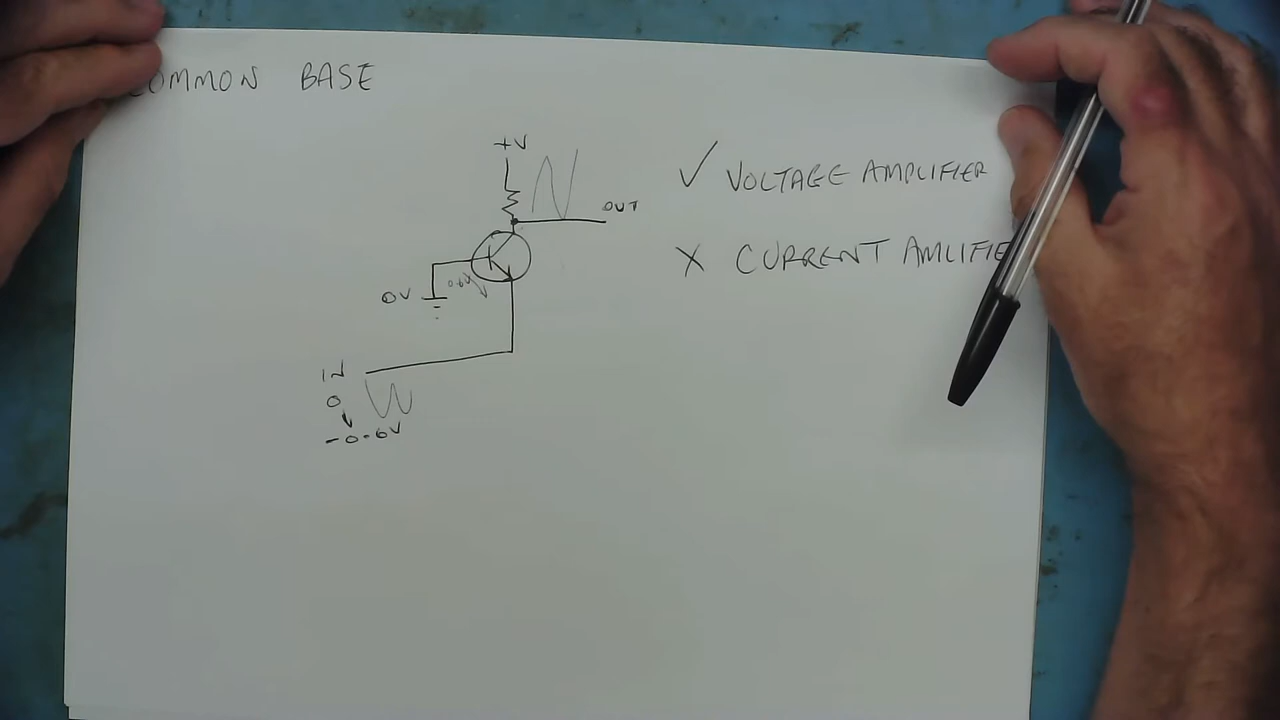 OMMON BASE
+V
✓ VOLTAGE AMPLIFIER
OUT
X CURRENT AMLIFIE
0V
IN
0
-0.6V